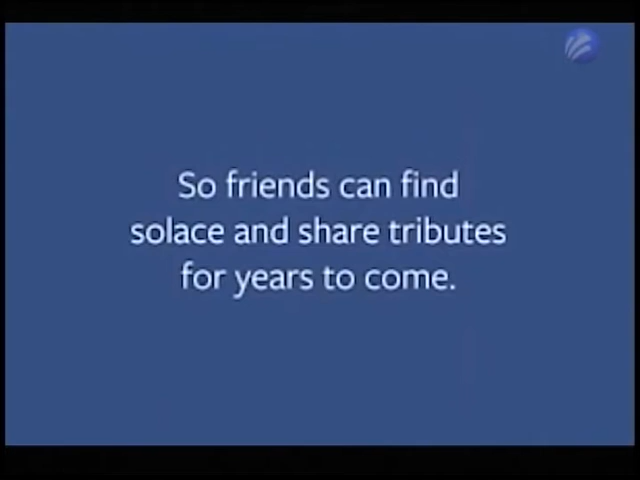 So friends can find
solace and share tributes
for years to come.